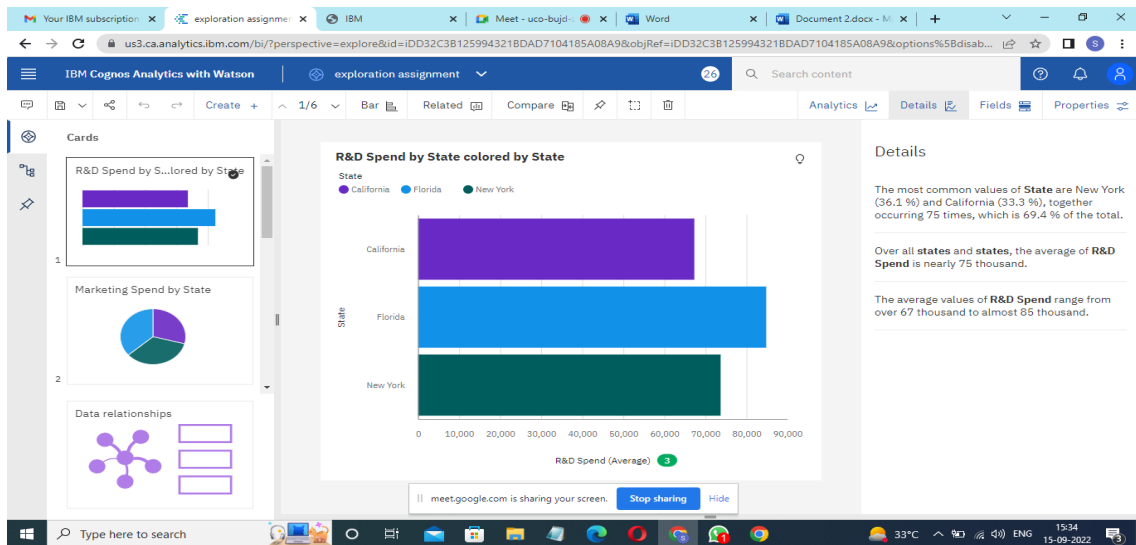 Your IBM subscription
exploration assignmen
IBM
Meet - uco-bujd-
Word
Document 2.docx - M
us3.ca.analytics.ibm.com/bi/?perspective=explore&id=iDD32C3B125994321BDAD7104185A08A9&objRef=iDD32C3B125994321BDAD7104185A08A9&options%5Bdisab...
S
IBM Cognos Analytics with Watson
exploration assignment
26
Search content
Create +
1/6
Bar
Related
Compare
Analytics
Details
Fields
Properties
Cards
R&D Spend by S...lored by State
1
Marketing Spend by State
2
Data relationships
R&D Spend by State colored by State
State
California
Florida
New York
State
California
Florida
New York
0 10,000 20,000 30,000 40,000 50,000 60,000 70,000 80,000 90,000
R&D Spend (Average) 3
Details
The most common values of State are New York
(36.1 %) and California (33.3 %), together
occurring 75 times, which is 69.4 % of the total.
Over all states and states, the average of R&D
Spend is nearly 75 thousand.
The average values of R&D Spend range from
over 67 thousand to almost 85 thousand.
meet.google.com is sharing your screen.
Stop sharing
Hide
Type here to search
33°C
ENG
15:34
15-09-2022